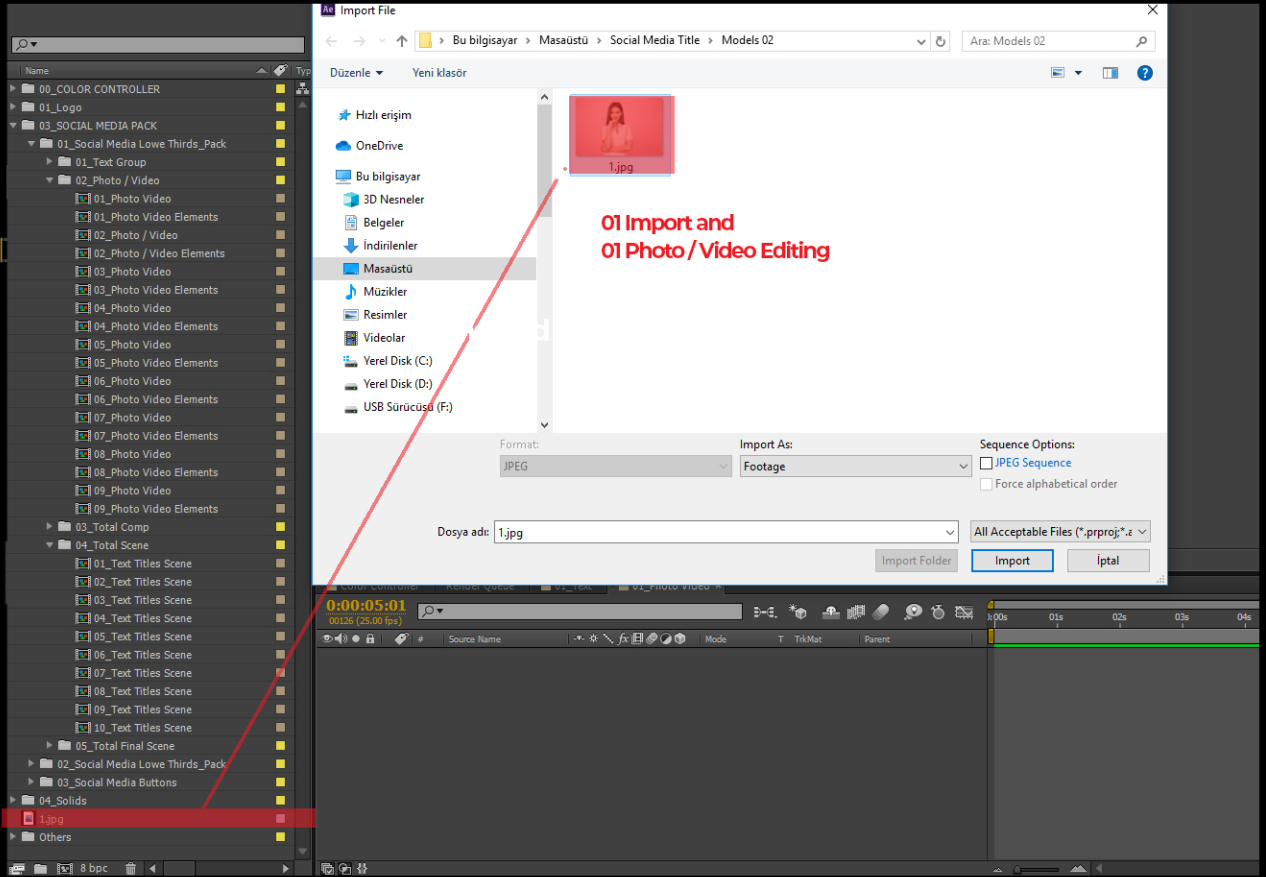 Name
Typ
00_COLOR CONTROLLER
01_Logo
03_SOCIAL MEDIA PACK
01_Social Media Lowe Thirds_Pack
01_Text Group
02_Photo / Video
01_Photo Video
01_Photo Video Elements
02_Photo / Video
02_Photo / Video Elements
03_Photo Video
03_Photo Video Elements
04_Photo Video
04_Photo Video Elements
05_Photo Video
05_Photo Video Elements
06_Photo Video
06_Photo Video Elements
07_Photo Video
07_Photo Video Elements
08_Photo Video
08_Photo Video Elements
09_Photo Video
09_Photo Video Elements
03_Total Comp
04_Total Scene
01_Text Titles Scene
02_Text Titles Scene
03_Text Titles Scene
04_Text Titles Scene
05_Text Titles Scene
06_Text Titles Scene
07_Text Titles Scene
08_Text Titles Scene
09_Text Titles Scene
10_Text Titles Scene
05_Total Final Scene
02_Social Media Lowe Thirds_Pack
03_Social Media Buttons
04_Solids
1.jpg
Others
8 bpc
Ae Import File
Bu bilgisayar > Masaüstü > Social Media Title > Models 02
Ara: Models 02
Düzenle
Yeni klasör
Hızlı erişim
OneDrive
Bu bilgisayar
3D Nesneler
Belgeler
İndirilenler
Masaüstü
Müzikler
Resimler
Videolar
Yerel Disk (C:)
Yerel Disk (D:)
USB Sürücüsü (F:)
1.jpg
01 Import and
01 Photo / Video Editing
d
Format:
JPEG
Import As:
Footage
Sequence Options:
JPEG Sequence
Force alphabetical order
Dosya adı:
1.jpg
All Acceptable Files (*.prproj;*.a
Import Folder
Import
İptal
Color Controller
Render Queue
01_Text
01_Photo Video
0:00:05:01
00126 (25.00 fps)
# Source Name
Mode
T TrkMat
Parent
0:00s 01s 02s 03s 04s